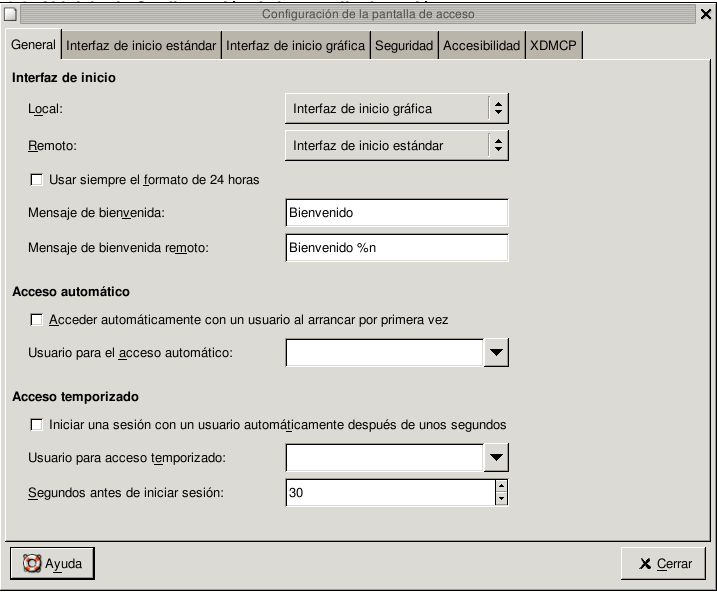 Configuración de la pantalla de acceso
General Interfaz de inicio estándar Interfaz de inicio gráfica Seguridad Accesibilidad XDMCP
Interfaz de inicio
Local: Interfaz de inicio gráfica
Remoto: Interfaz de inicio estándar
Usar siempre el formato de 24 horas
Mensaje de bienvenida: Bienvenido
Mensaje de bienvenida remoto: Bienvenido %n
Acceso automático
Acceder automáticamente con un usuario al arrancar por primera vez
Usuario para el acceso automático:
Acceso temporizado
Iniciar una sesión con un usuario automáticamente después de unos segundos
Usuario para acceso temporizado:
Segundos antes de iniciar sesión: 30
Ayuda Cerrar